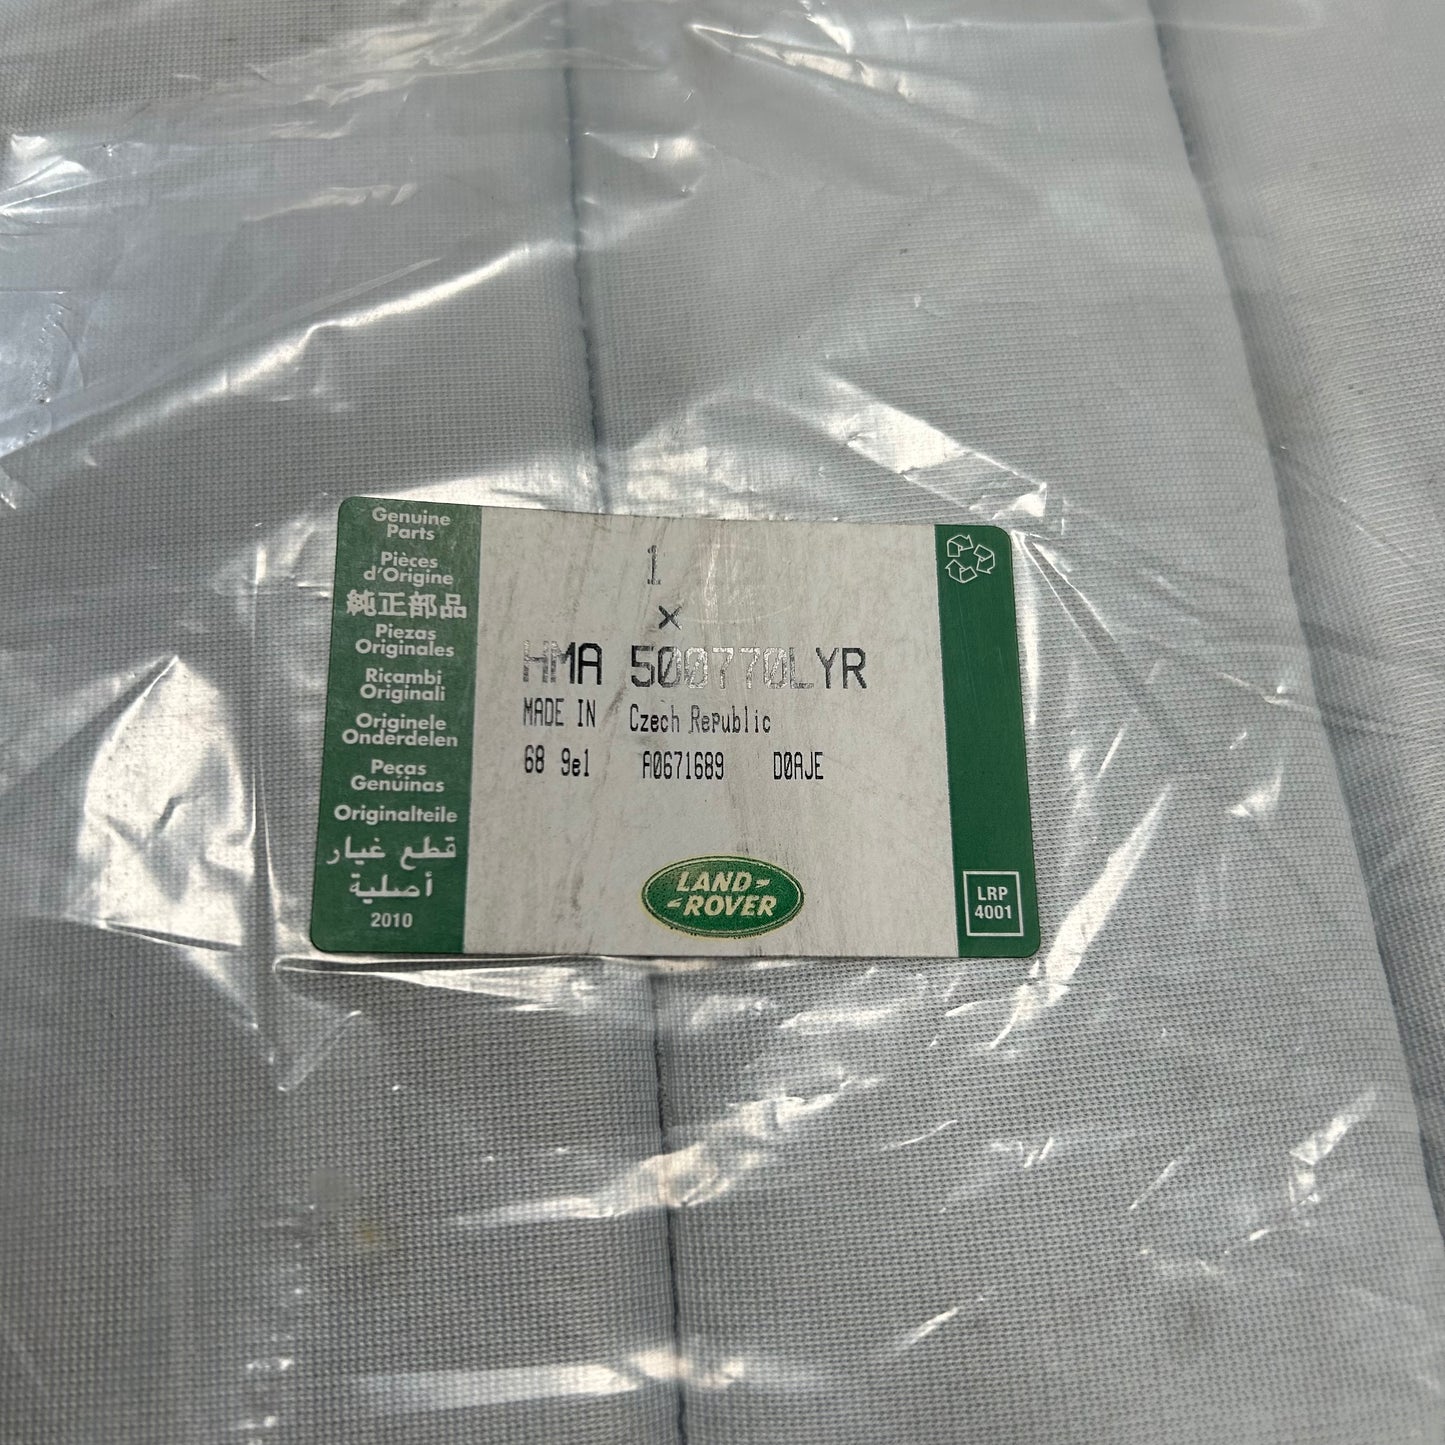 Genuine
Parts
Pièces
d'Origine
純正部品
Piezas
Originales
Ricambi
Originali
Originele
Onderdelen
Peças
Genuinas
Originalteile
قطع غيار
أصلية
2010
1
x
HMA 500770LYR
MADE IN Czech Republic
68 9e1 A0671689 D0AJE
LAND-
-ROVER
LRP
4001